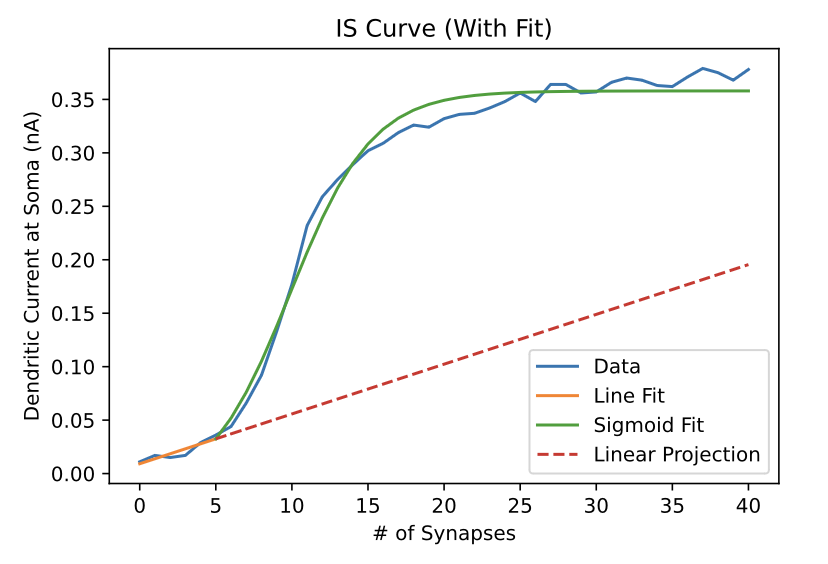 IS Curve (With Fit)
Dendritic Current at Soma (nA)
0.35
0.30
0.25
0.20
0.15
0.10
0.05
0.00
Data
Line Fit
Sigmoid Fit
Linear Projection
0 5 10 15 20 25 30 35 40
# of Synapses